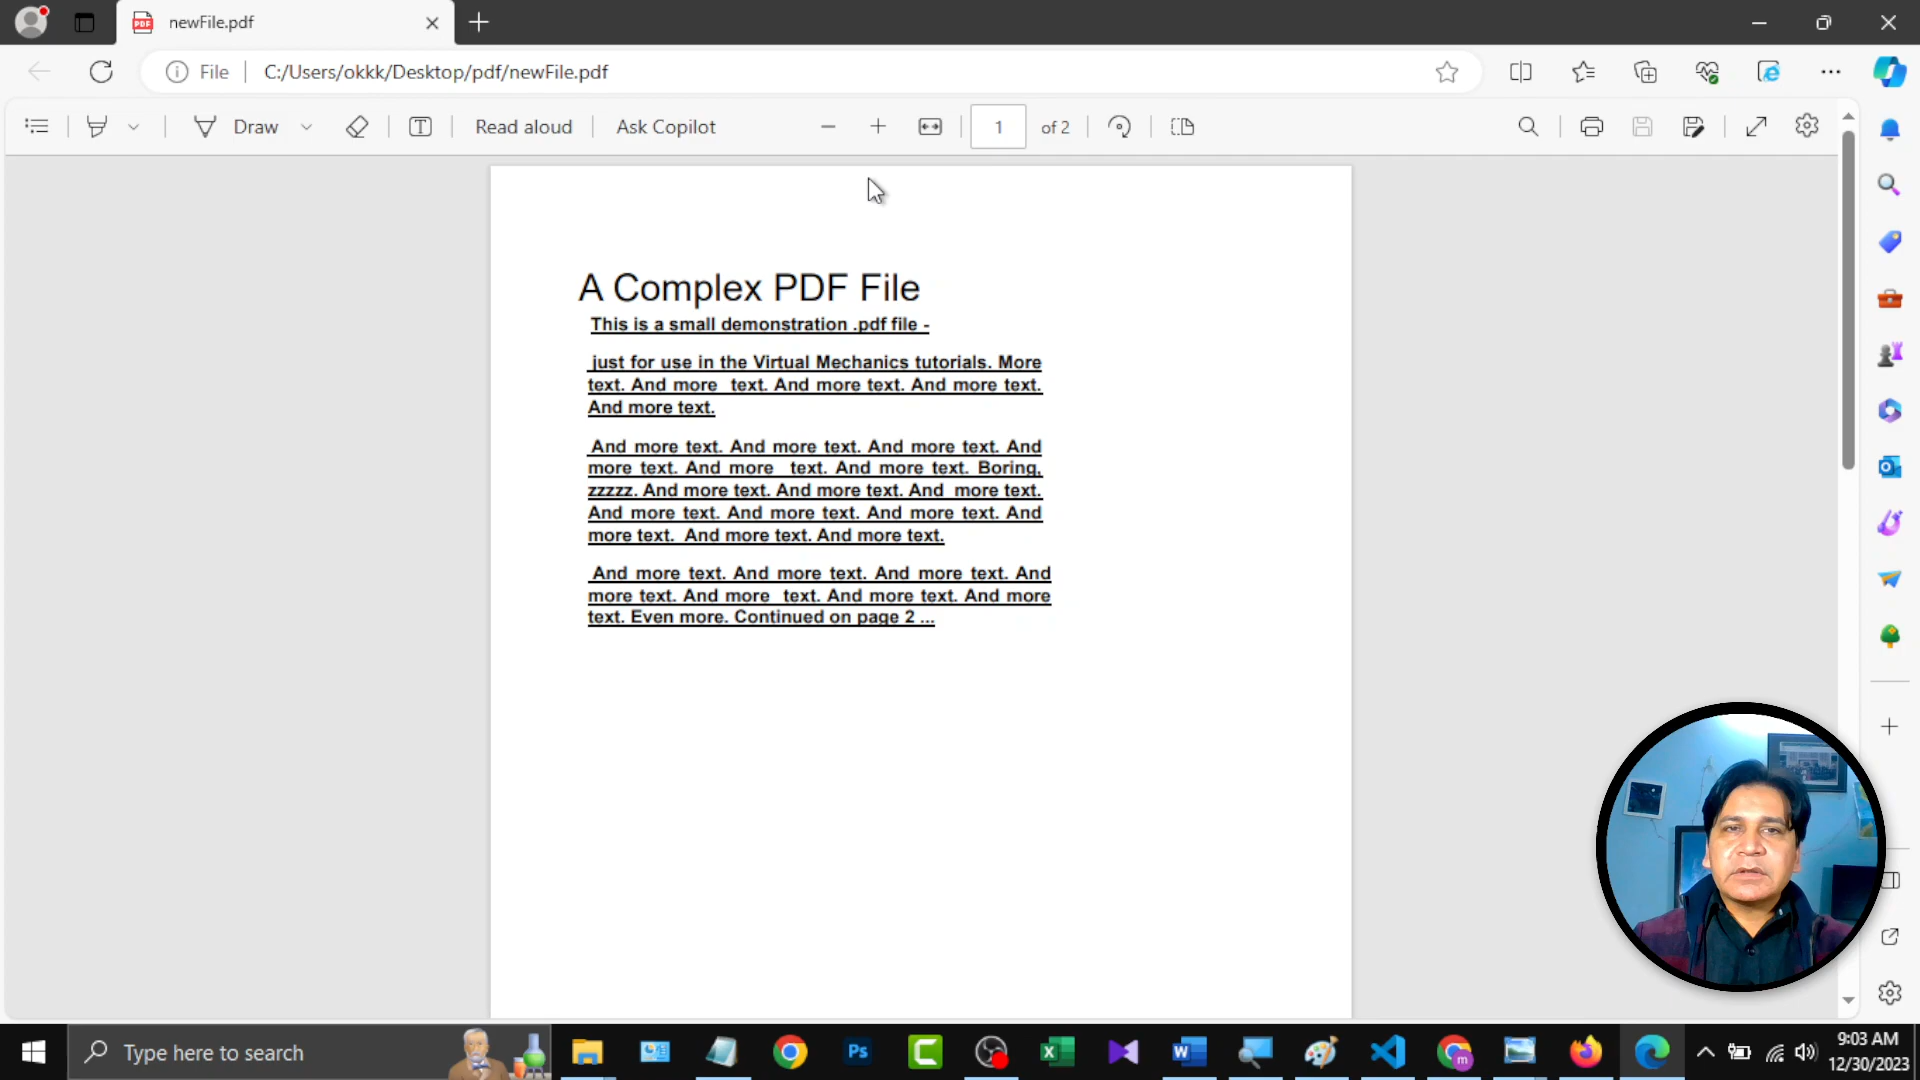 newFile.pdf
File C:/Users/okkk/Desktop/pdf/newFile.pdf
Draw Read aloud Ask Copilot 1 of 2
A Complex PDF File
This is a small demonstration .pdf file -
just for use in the Virtual Mechanics tutorials. More
text. And more text. And more text. And more text.
And more text.
And more text. And more text. And more text. And
more text. And more text. And more text. Boring,
zzzzz. And more text. And more text. And more text.
And more text. And more text. And more text. And
more text. And more text. And more text.
And more text. And more text. And more text. And
more text. And more text. And more text. And more
text. Even more. Continued on page 2 ...
Type here to search
Ps
m
9:03 AM
12/30/2023